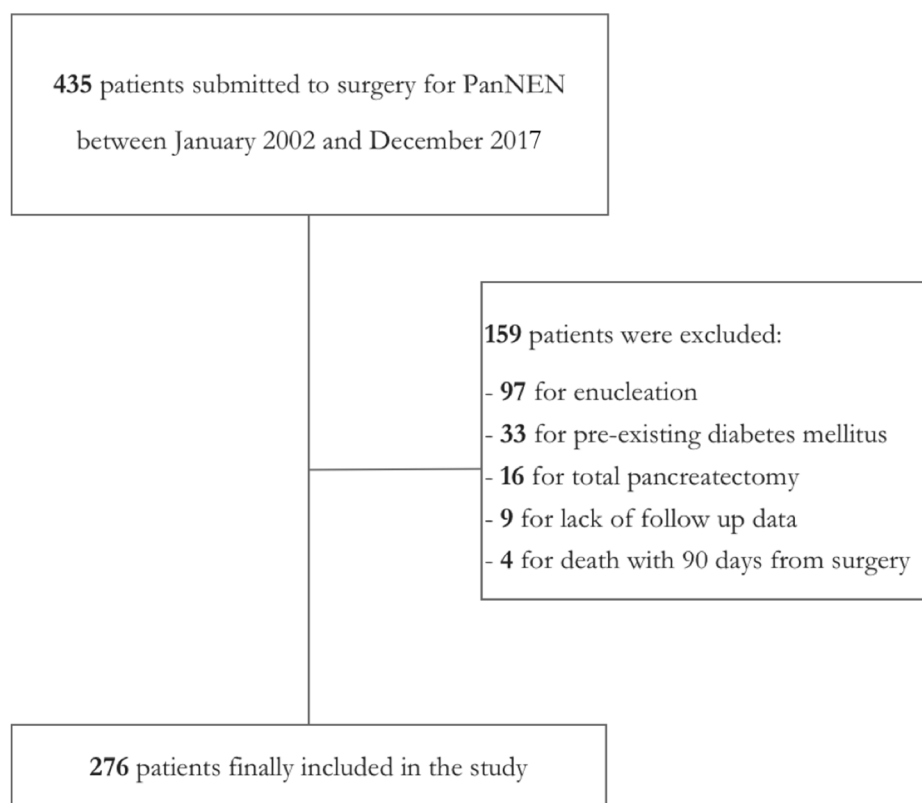 435 patients submitted to surgery for PanNEN
between January 2002 and December 2017
159 patients were excluded:
- 97 for enucleation
- 33 for pre-existing diabetes mellitus
- 16 for total pancreatectomy
- 9 for lack of follow up data
- 4 for death with 90 days from surgery
276 patients finally included in the study